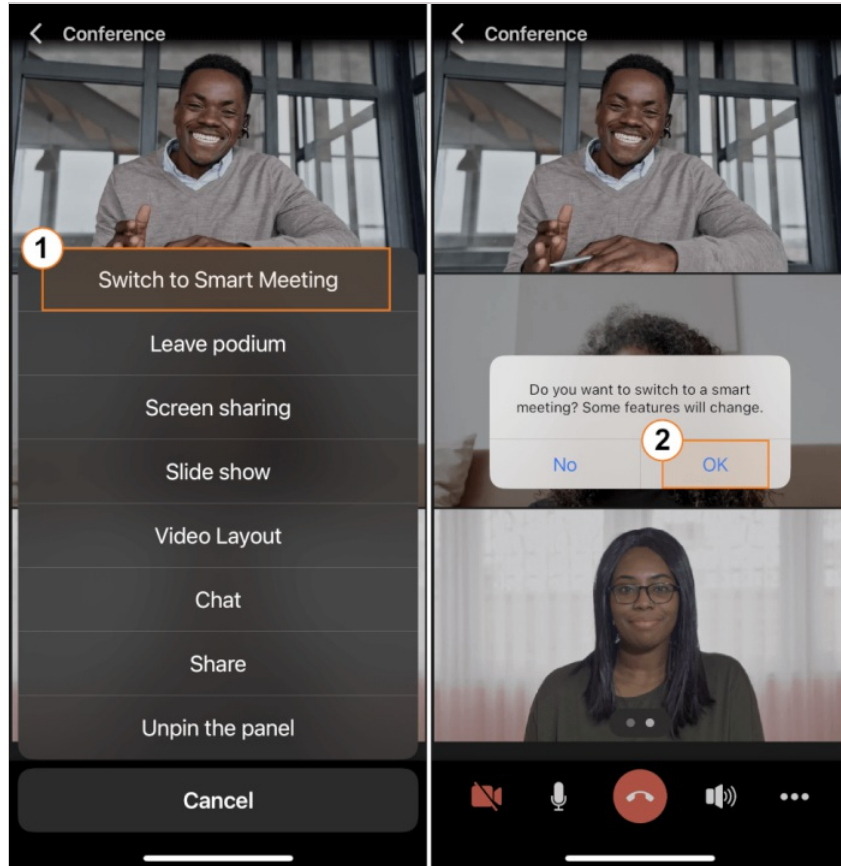 Conference
1
Switch to Smart Meeting
Leave podium
Screen sharing
Slide show
Video Layout
Chat
Share
Unpin the panel
Cancel
Conference
Do you want to switch to a smart
meeting? Some features will change.
2
No
OK